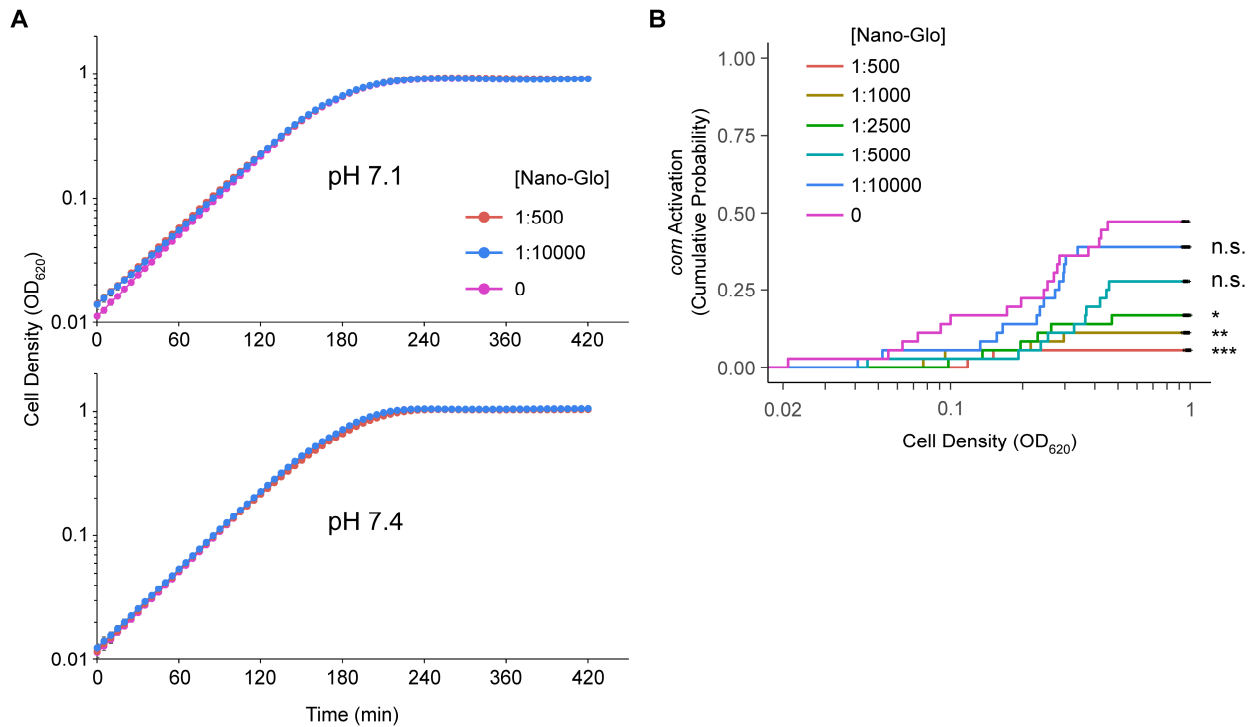 A
1
0.1
0.01
pH 7.1
[Nano-Glo]
1:500
1:10000
0
0 60 120 180 240 360 420
Cell Density (OD620)
1
0.1
0.01
pH 7.4
0 60 120 180 240 360 420
Time (min)
B
[Nano-Glo]
1:500
1:1000
1:2500
1:5000
1:10000
0
com Activation
(Cumulative Probability)
1.00
0.75
0.50
0.25
0.00
n.s.
n.s.
*
**
***
0.02 0.1 1
Cell Density (OD620)